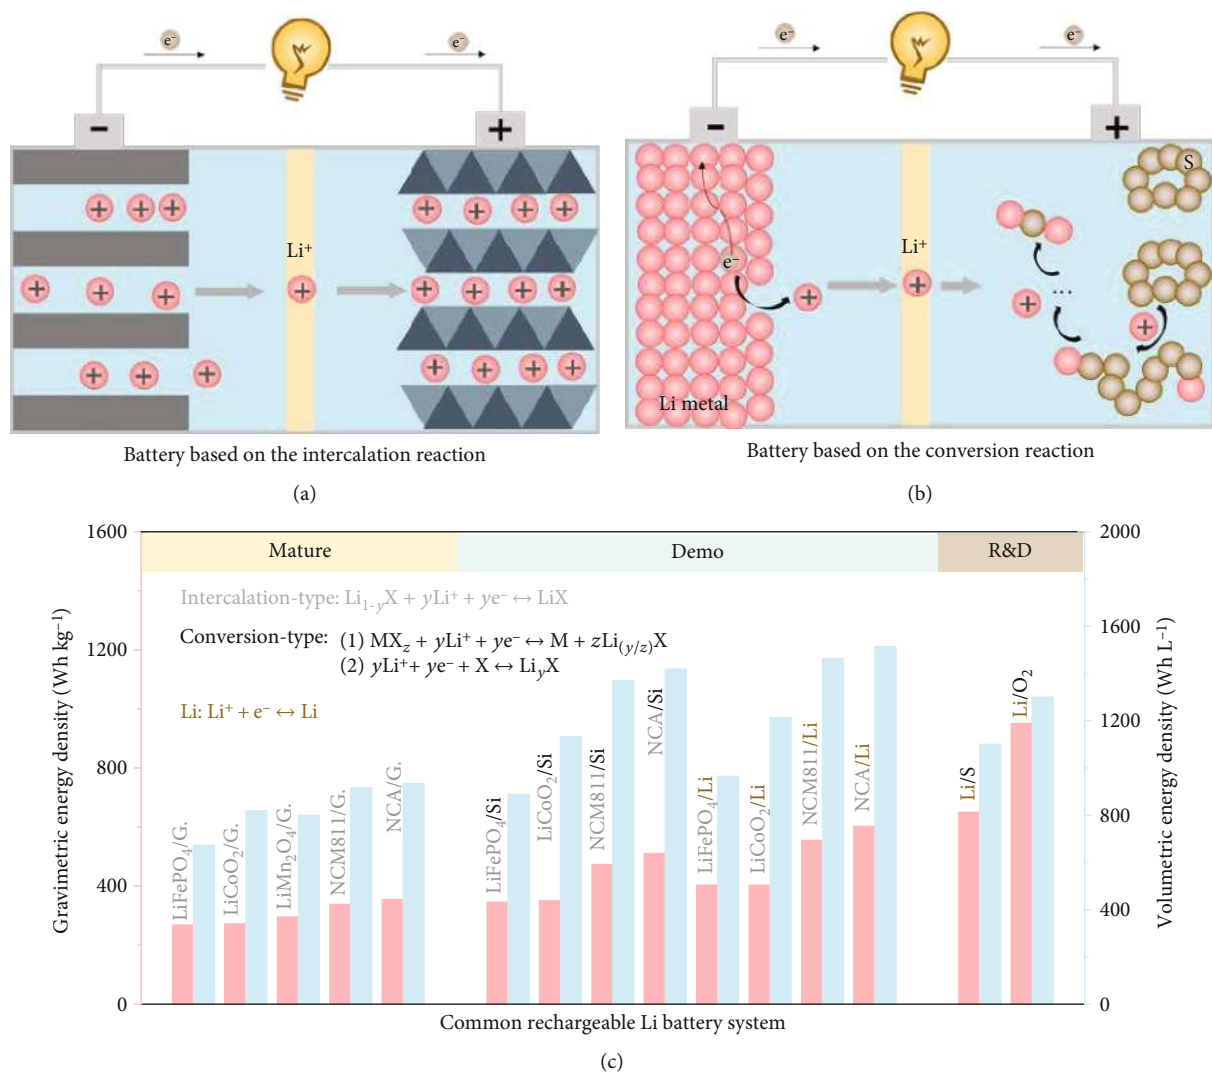 e⁻ e⁻
− +
Li⁺
+ + +
+ + + +
+ + + +
+ + + +
+ + +
+ + + +
Battery based on the intercalation reaction
(a)
e⁻ e⁻
− +
S
Li⁺
e⁻
+ + + +
...
+
Li metal
Battery based on the conversion reaction
(b)
Mature Demo R&D
Intercalation-type: Li₁₋yX + yLi⁺ + ye⁻ ↔ LiX
Conversion-type: (1) MX_z + yLi⁺ + ye⁻ ↔ M + zLi_(y/z)X
(2) yLi⁺ + ye⁻ + X ↔ Li_yX
Li: Li⁺ + e⁻ ↔ Li
Gravimetric energy density (Wh kg⁻¹)
1600
1200
800
400
0
LiFePO₄/G.
LiCoO₂/G.
LiMn₂O₄/G.
NCM811/G.
NCA/G.
LiFePO₄/Si
LiCoO₂/Si
NCM811/Si
NCA/Si
LiFePO₄/Li
LiCoO₂/Li
NCM811/Li
NCA/Li
Li/S
Li/O₂
2000
1600
1200
800
400
0
Volumetric energy density (Wh L⁻¹)
Common rechargeable Li battery system
(c)